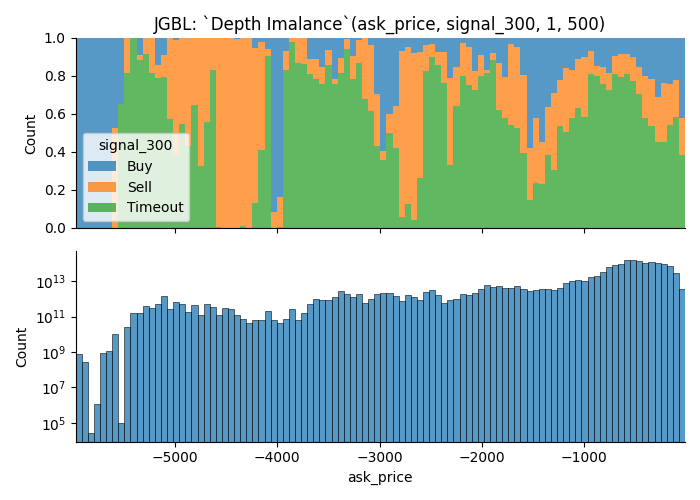 JGBL: `Depth Imalance`(ask_price, signal_300, 1, 500)
1.0
0.8
0.6
0.4
0.2
0.0
Count
signal_300
Buy
Sell
Timeout
10^13
10^11
10^9
10^7
10^5
Count
−5000 −4000 −3000 −2000 −1000
ask_price